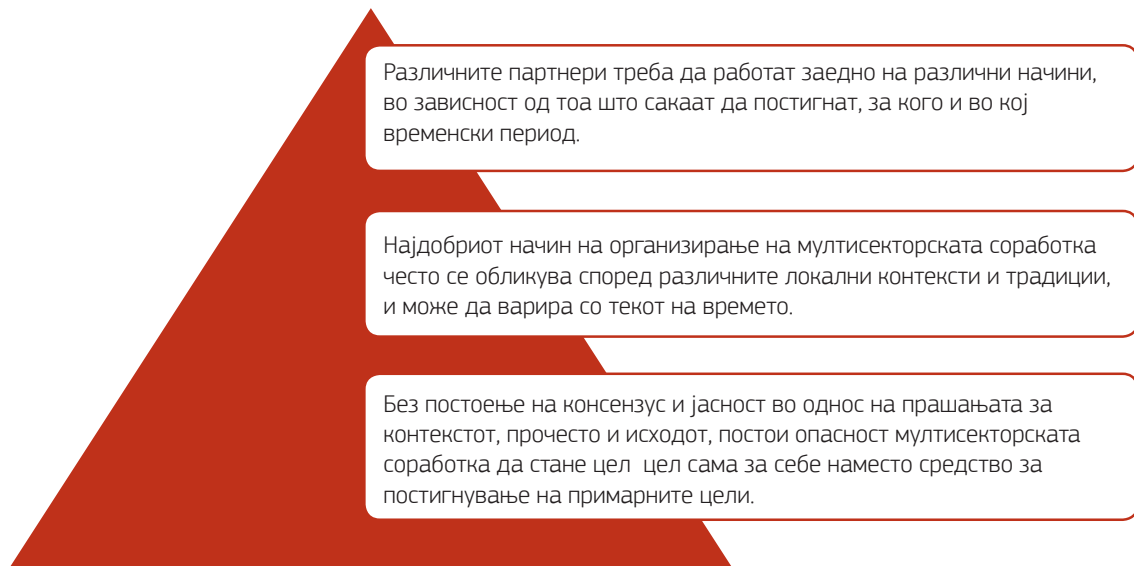 Различните партнери треба да работат заедно на различни начини,
во зависност од тоа што сакаат да постигнат, за кого и во кој
временски период.
Најдобриот начин на организирање на мултисекторската соработка
често се обликува според различните локални контексти и традиции,
и може да варира со текот на времето.
Без постоење на консензус и јасност во однос на прашањата за
контекстот, прочесто и исходот, постои опасност мултисекторската
соработка да стане цел  цел сама за себе наместо средство за
постигнување на примарните цели.